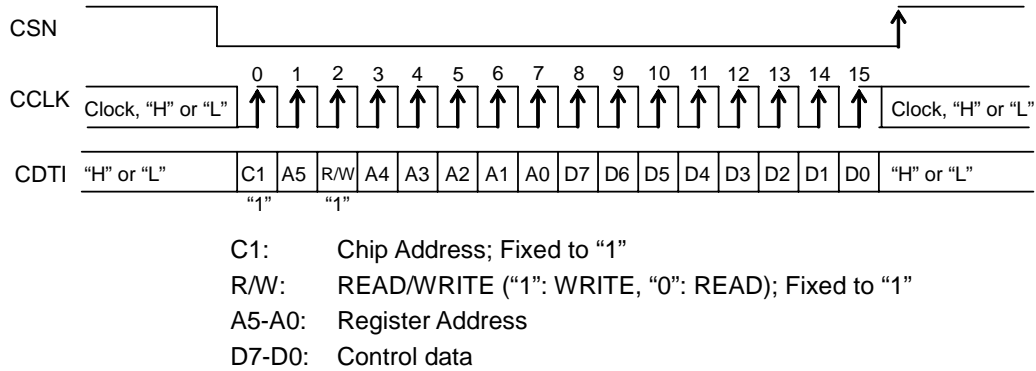 CSN
0 1 2 3 4 5 6 7 8 9 10 11 12 13 14 15
CCLK Clock, “H” or “L” Clock, “H” or “L”
CDTI “H” or “L” C1 A5 R/W A4 A3 A2 A1 A0 D7 D6 D5 D4 D3 D2 D1 D0 “H” or “L”
“1” “1”
C1: Chip Address; Fixed to “1”
R/W: READ/WRITE (“1”: WRITE, “0”: READ); Fixed to “1”
A5-A0: Register Address
D7-D0: Control data